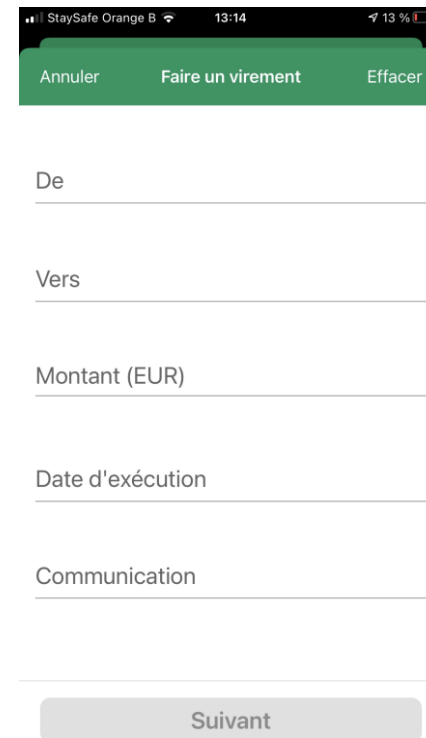 StaySafe Orange B 13:14 13 %
Annuler Faire un virement Effacer
De
Vers
Montant (EUR)
Date d'exécution
Communication
Suivant